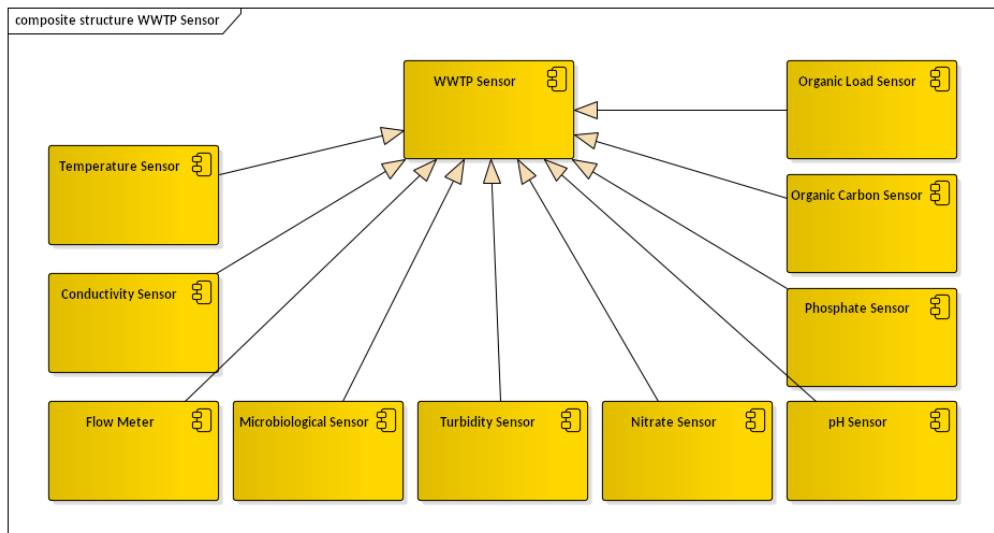 composite structure WWTP Sensor
WWTP Sensor
Organic Load Sensor
Temperature Sensor
Organic Carbon Sensor
Conductivity Sensor
Phosphate Sensor
Flow Meter
Microbiological Sensor
Turbidity Sensor
Nitrate Sensor
pH Sensor